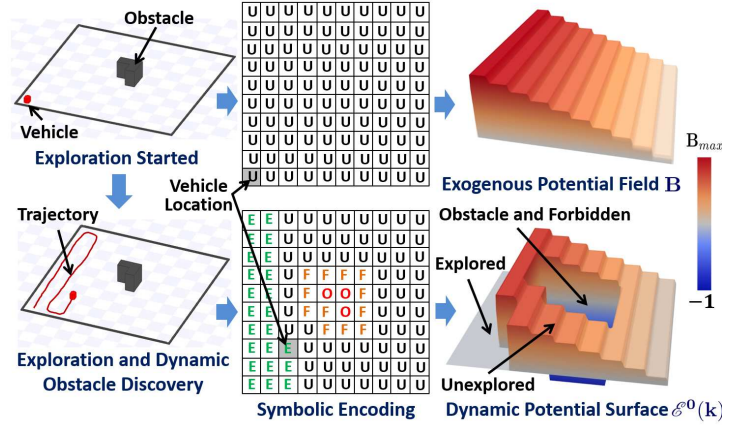 Obstacle
Vehicle
Exploration Started
U U U U U U U U U U
U U U U U U U U U U
U U U U U U U U U U
U U U U U U U U U U
U U U U U U U U U U
U U U U U U U U U U
U U U U U U U U U U
U U U U U U U U U U
U U U U U U U U U U
U U U U U U U U U U
Exogenous Potential Field B
B_max
−1
Vehicle
Location
Trajectory
Exploration and Dynamic
Obstacle Discovery
E E U U U U U U U U
E E U U U U U U U U
E E U U U U U U U U
E E U F F F F U U U
E E U F O O F U U U
E E U F F O F U U U
E E U U F F F U U U
E E E U U U U U U U
E E E U U U U U U U
E E E U U U U U U U
Symbolic Encoding
Obstacle and Forbidden
Explored
Unexplored
Dynamic Potential Surface ℰ⁰(k)